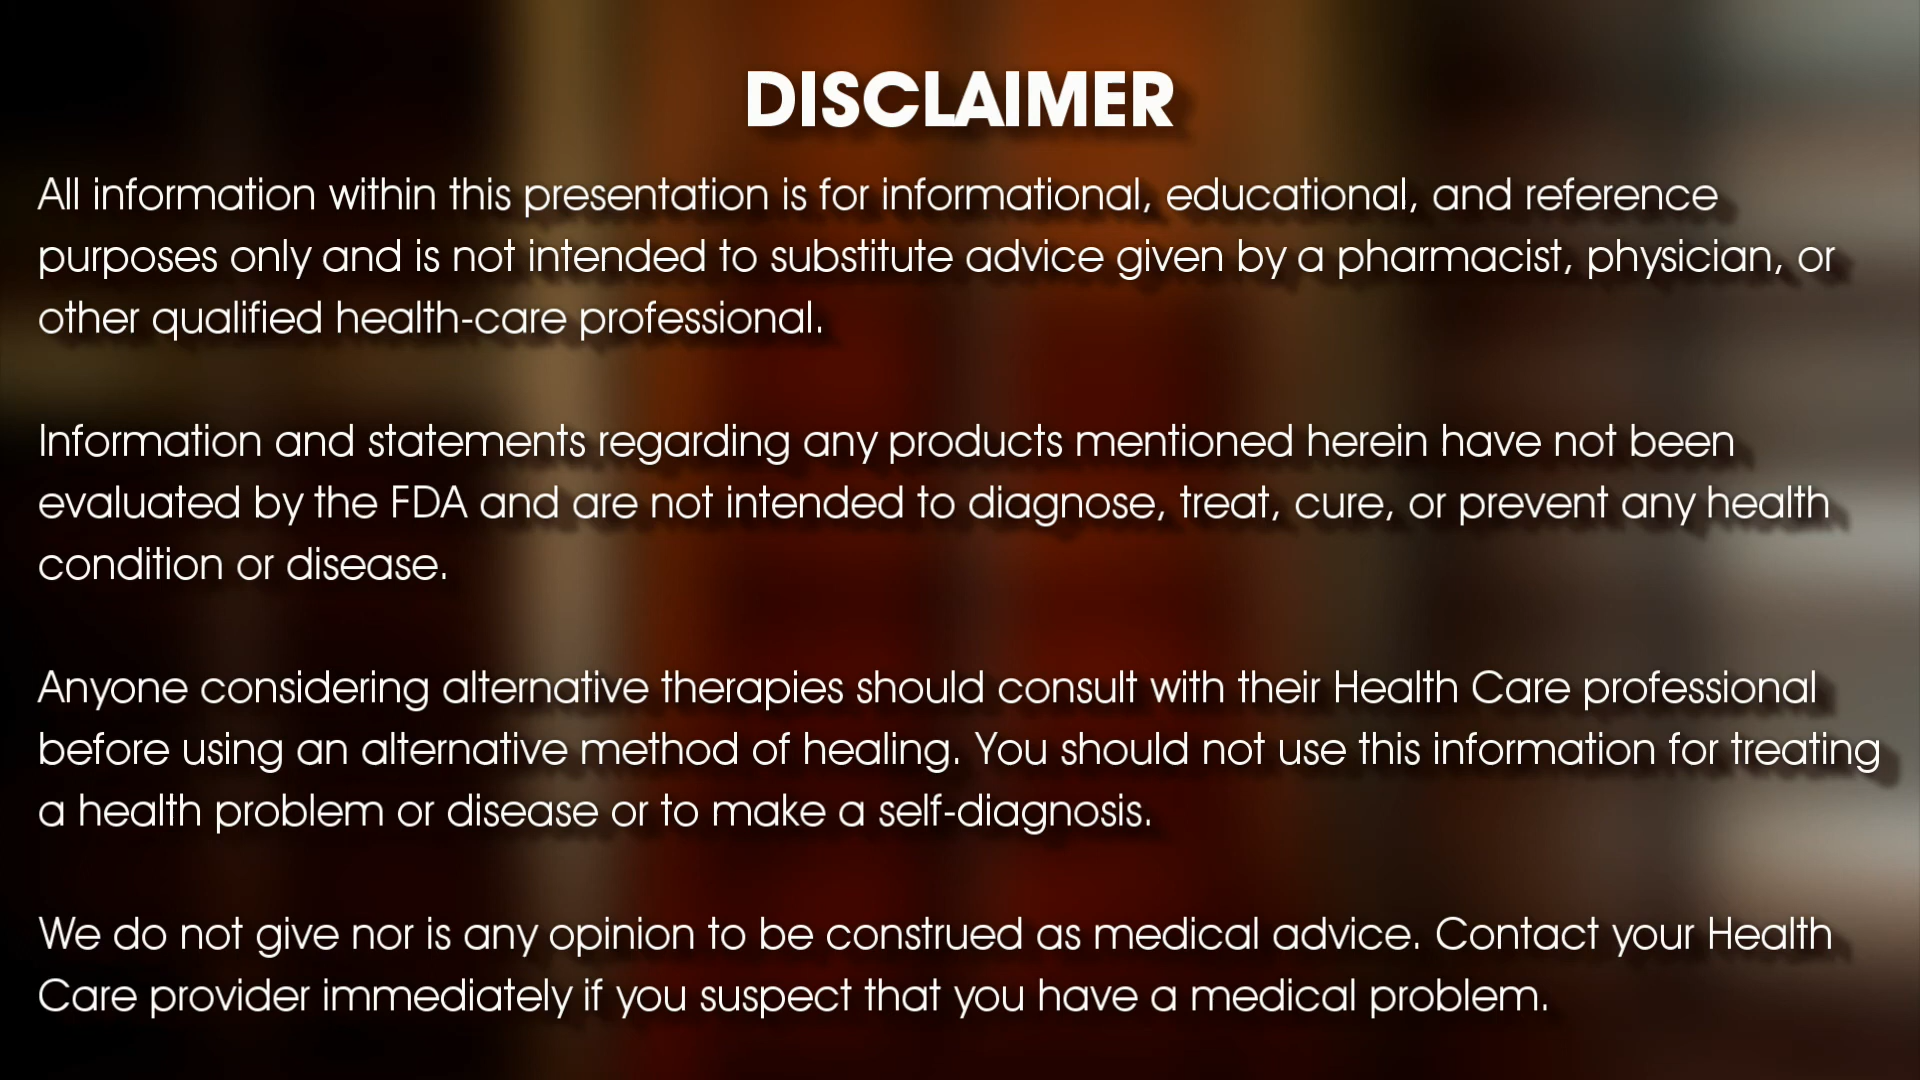 DISCLAIMER
All information within this presentation is for informational, educational, and reference
purposes only and is not intended to substitute advice given by a pharmacist, physician, or
other qualified health-care professional.
Information and statements regarding any products mentioned herein have not been
evaluated by the FDA and are not intended to diagnose, treat, cure, or prevent any health
condition or disease.
Anyone considering alternative therapies should consult with their Health Care professional
before using an alternative method of healing. You should not use this information for treating
a health problem or disease or to make a self-diagnosis.
We do not give nor is any opinion to be construed as medical advice. Contact your Health
Care provider immediately if you suspect that you have a medical problem.